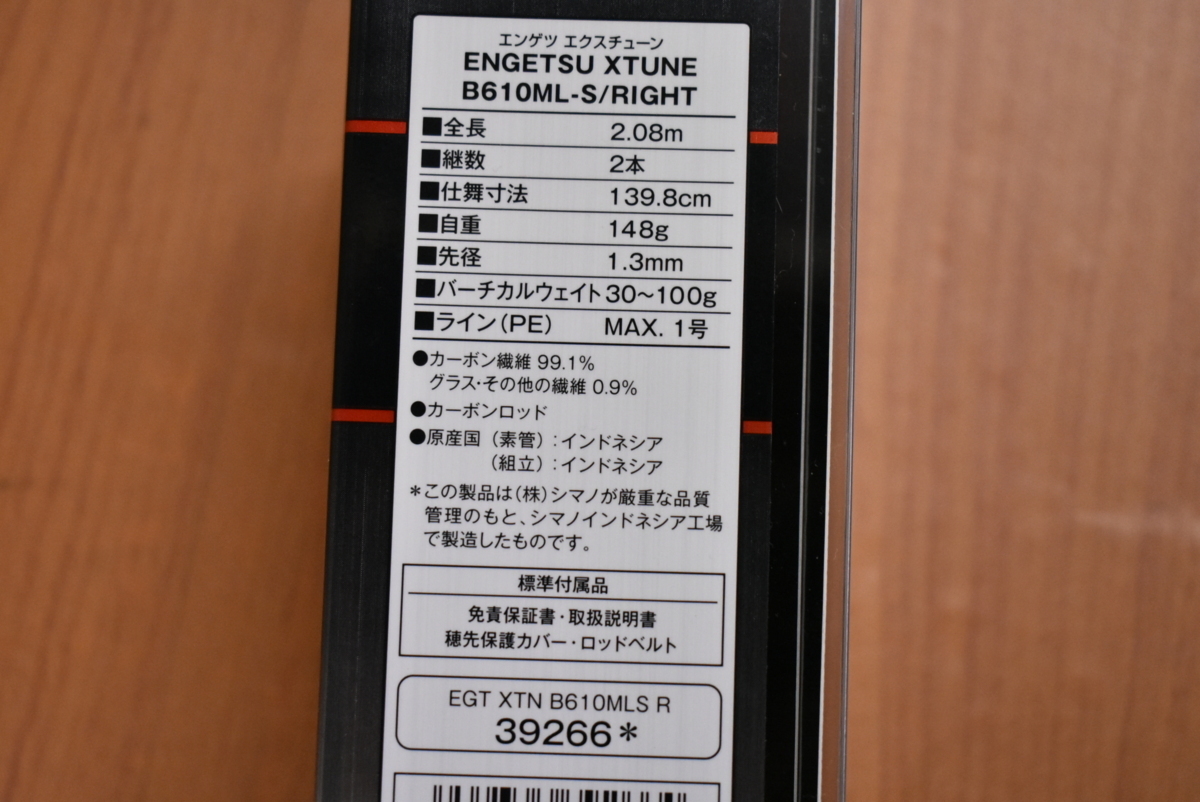 エンゲツ エクスチューン
ENGETSU XTUNE
B610ML-S/RIGHT
■全長 2.08m
■継数 2本
■仕舞寸法 139.8cm
■自重 148g
■先径 1.3mm
■バーチカルウェイト 30～100g
■ライン(PE) MAX. 1号
●カーボン繊維 99.1%
グラス・その他の繊維 0.9%
●カーボンロッド
●原産国（素管）:インドネシア
（組立）:インドネシア
＊この製品は(株)シマノが厳重な品質
管理のもと、シマノインドネシア工場
で製造したものです。
標準付属品
免責保証書・取扱説明書
穂先保護カバー・ロッドベルト
EGT XTN B610MLS R
39266＊